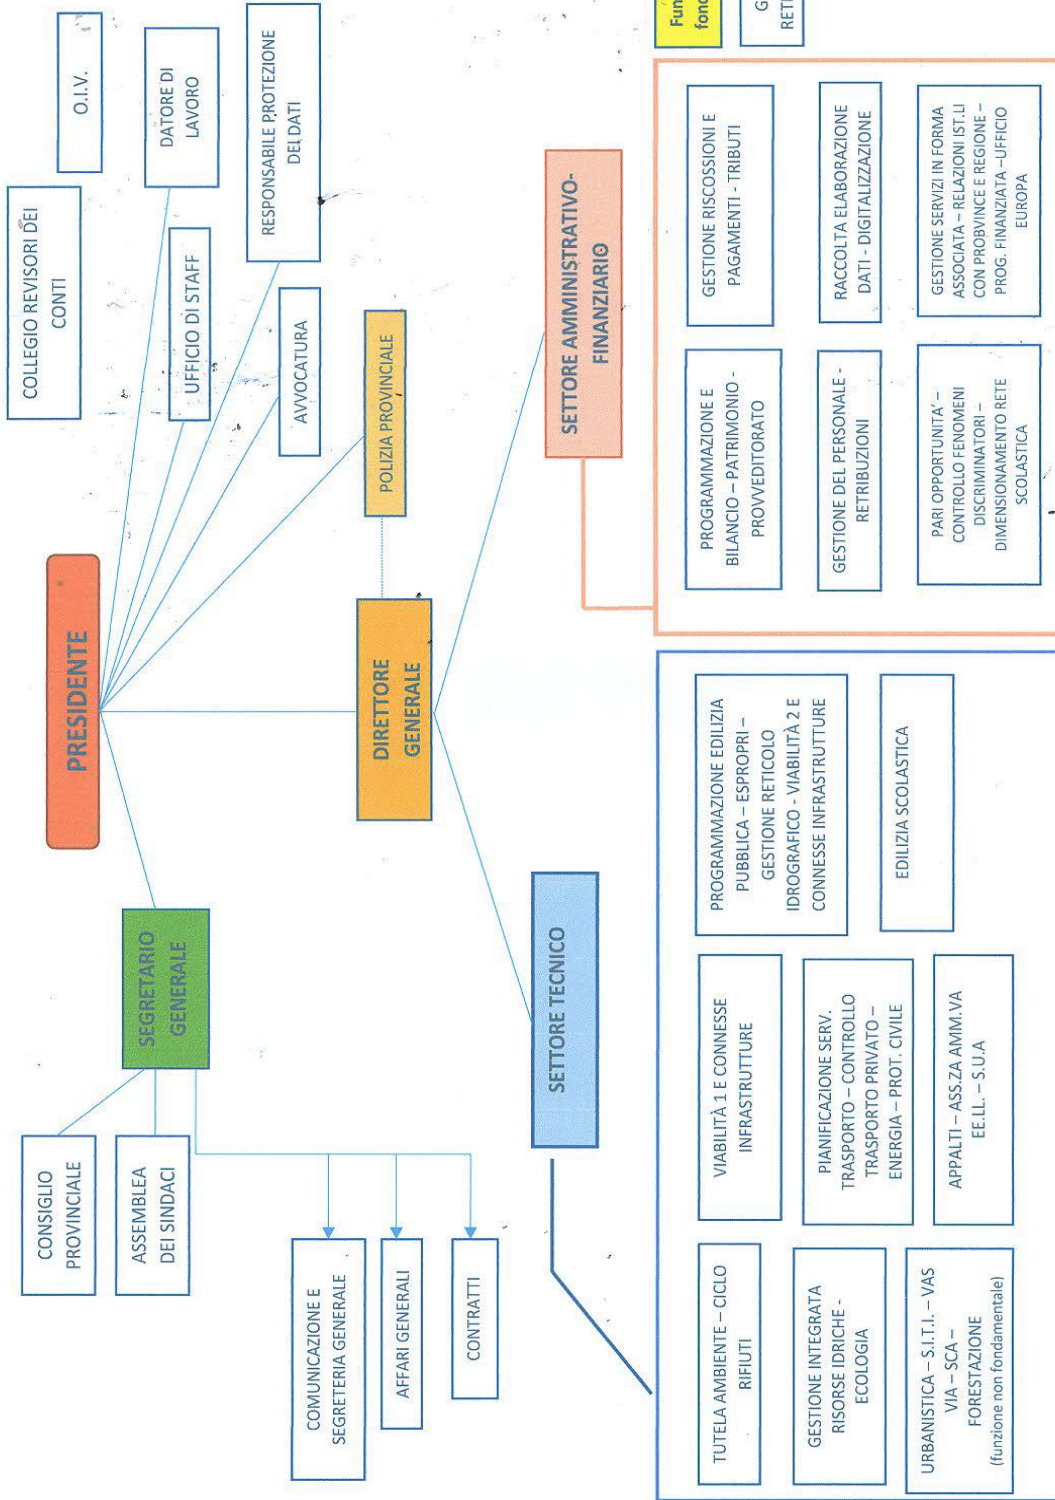 COLLEGIO REVISORI DEI
CONTI
O.I.V.
PRESIDENTE
DATORE DI
LAVORO
CONSIGLIO
PROVINCIALE
ASSEMBLEA
DEI SINDACI
SEGRETARIO
GENERALE
UFFICIO DI STAFF
RESPONSABILE PROTEZIONE
DEI DATI
AVVOCATURA
COMUNICAZIONE E
SEGRETERIA GENERALE
AFFARI GENERALI
CONTRATTI
DIRETTORE
GENERALE
POLIZIA PROVINCIALE
SETTORE TECNICO
SETTORE AMMINISTRATIVO-
FINANZIARIO
TUTELA AMBIENTE – CICLO
RIFIUTI
VIABILITÀ 1 E CONNESSE
INFRASTRUTTURE
PROGRAMMAZIONE EDILIZIA
PUBBLICA – ESPROPRI –
GESTIONE RETICOLO
IDROGRAFICO - VIABILITÀ 2 E
CONNESSE INFRASTRUTTURE
GESTIONE INTEGRATA
RISORSE IDRICHE -
ECOLOGIA
PIANIFICAZIONE SERV.
TRASPORTO – CONTROLLO
TRASPORTO PRIVATO –
ENERGIA – PROT. CIVILE
EDILIZIA SCOLASTICA
URBANISTICA – S.I.T.I. – VAS
VIA – SCA –
FORESTAZIONE
(funzione non fondamentale)
APPALTI – ASS.ZA AMM.VA
EE.LL. – S.U.A
PROGRAMMAZIONE E
BILANCIO – PATRIMONIO -
PROVVEDITORATO
GESTIONE RISCOSSIONI E
PAGAMENTI - TRIBUTI
GESTIONE DEL PERSONALE -
RETRIBUZIONI
RACCOLTA ELABORAZIONE
DATI - DIGITALIZZAZIONE
PARI OPPORTUNITA' –
CONTROLLO FENOMENI
DISCRIMINATORI –
DIMENSIONAMENTO RETE
SCOLASTICA
GESTIONE SERVIZI IN FORMA
ASSOCIATA – RELAZIONI IST.LI
CON PROBVINCE E REGIONE –
PROG. FINANZIATA –UFFICIO
EUROPA